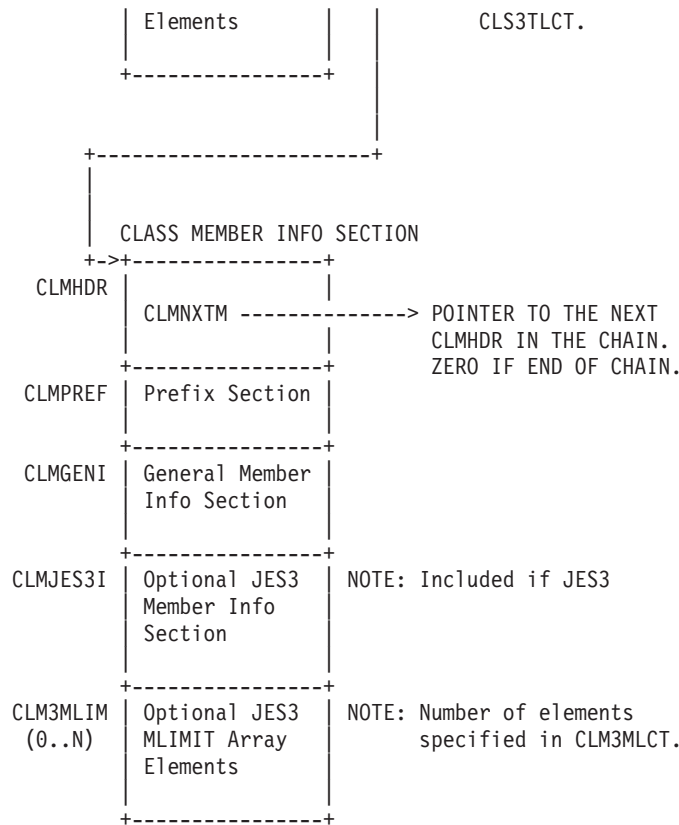 Elements CLS3TLCT.
CLASS MEMBER INFO SECTION
CLMHDR
CLMNXTM --------------> POINTER TO THE NEXT
CLMHDR IN THE CHAIN.
ZERO IF END OF CHAIN.
CLMPREF Prefix Section
CLMGENI General Member
Info Section
CLMJES3I Optional JES3 NOTE: Included if JES3
Member Info
Section
CLM3MLIM Optional JES3 NOTE: Number of elements
(0..N) MLIMIT Array specified in CLM3MLCT.
Elements